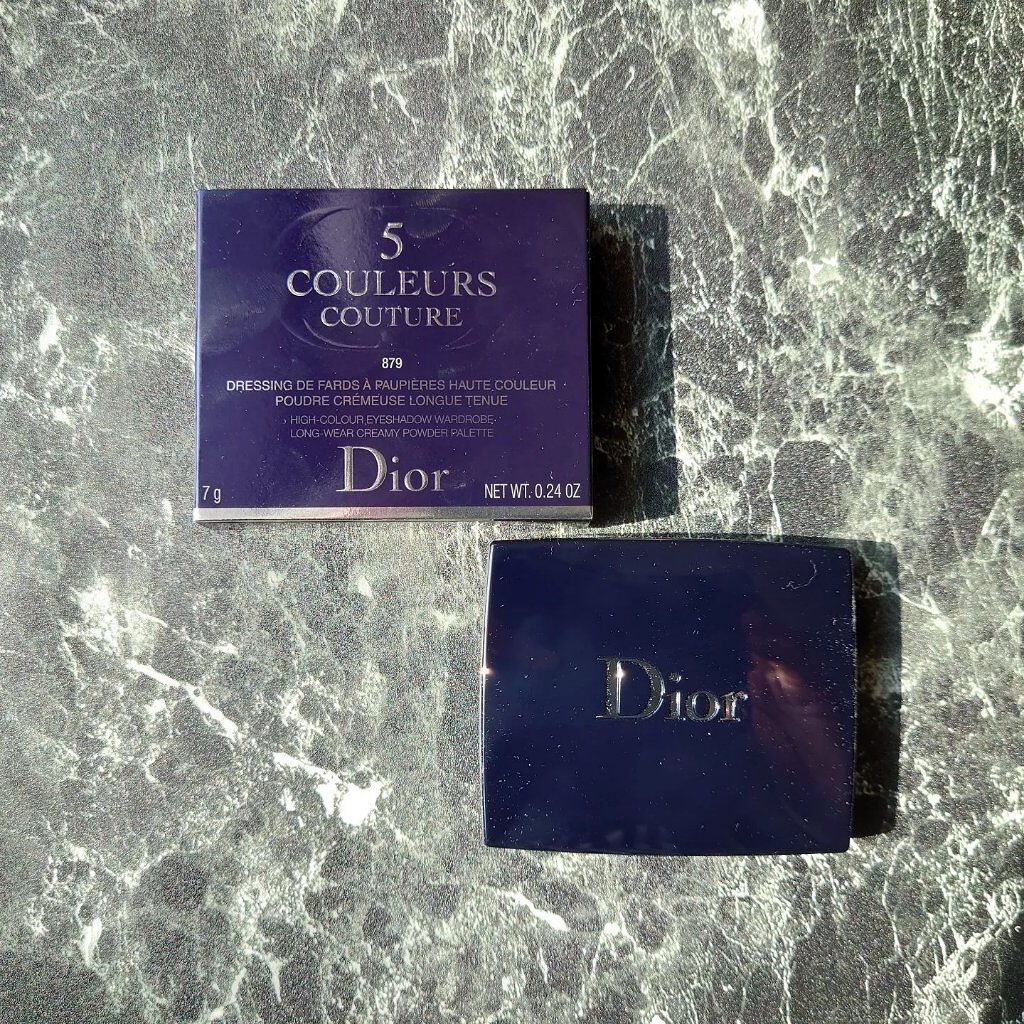 5
COULEURS
COUTURE
879
DRESSING DE FARDS À PAUPIÈRES HAUTE COULEUR
POUDRE CRÉMEUSE LONGUE TENUE
HIGH-COLOUR EYESHADOW WARDROBE
LONG-WEAR CREAMY POWDER PALETTE
Dior
7 g
NET WT. 0.24 OZ
Dior